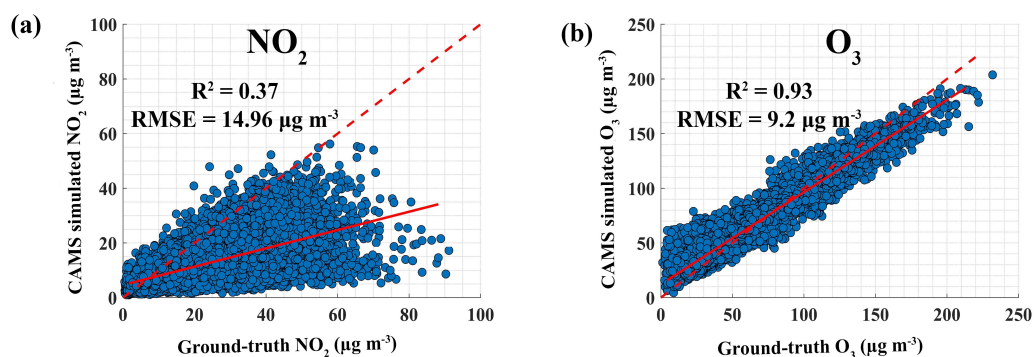 (a)
NO₂
R² = 0.37
RMSE = 14.96 µg m⁻³
CAMS simulated NO₂ (µg m⁻³)
100
80
60
40
20
0
0 20 40 60 80 100
Ground-truth NO₂ (µg m⁻³)
(b)
O₃
R² = 0.93
RMSE = 9.2 µg m⁻³
CAMS simulated O₃ (µg m⁻³)
250
200
150
100
50
0
0 50 100 150 200 250
Ground-truth O₃ (µg m⁻³)